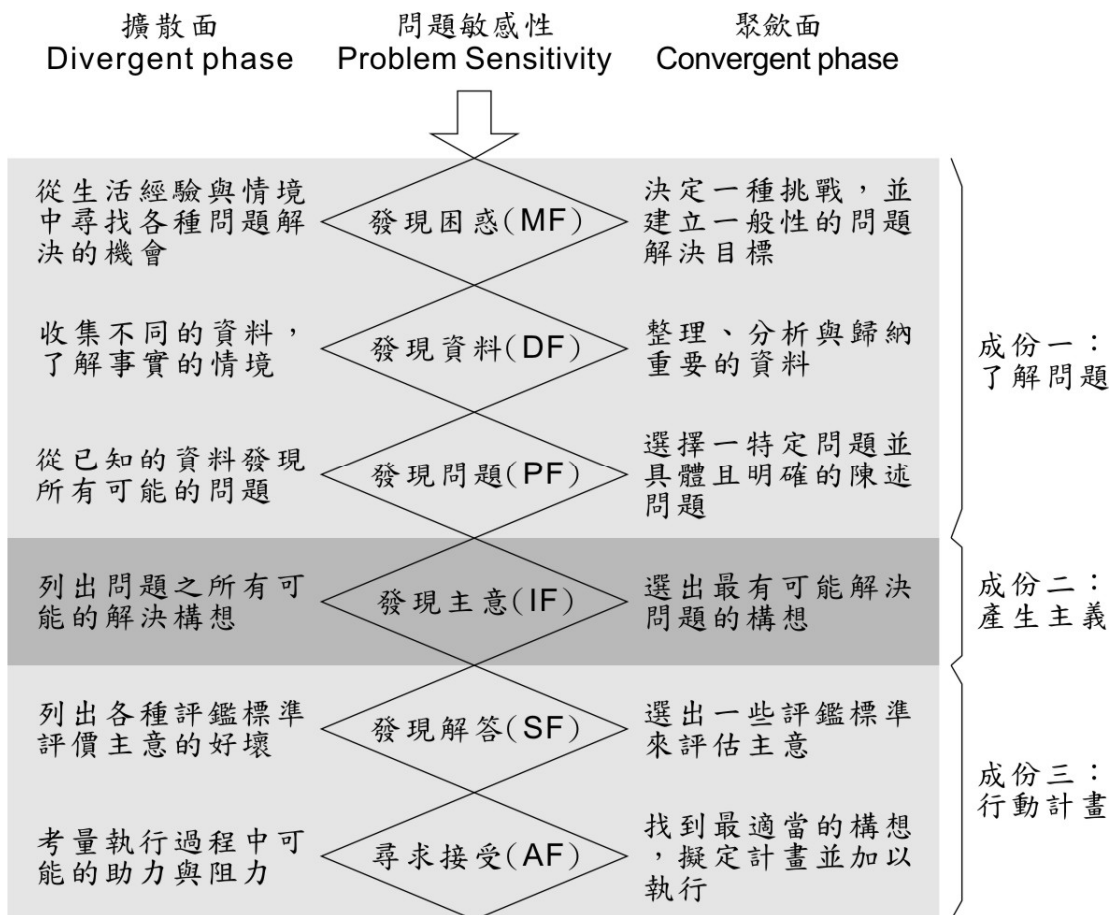 擴散面
Divergent phase
問題敏感性
Problem Sensitivity
聚歛面
Convergent phase
從生活經驗與情境
中尋找各種問題解
決的機會
發現困惑(MF)
決定一種挑戰，並
建立一般性的問題
解決目標
收集不同的資料，
了解事實的情境
發現資料(DF)
整理、分析與歸納
重要的資料
從已知的資料發現
所有可能的問題
發現問題(PF)
選擇一特定問題並
具體且明確的陳述
問題
成份一：
了解問題
列出問題之所有可
能的解決構想
發現主意(IF)
選出最有可能解決
問題的構想
成份二：
產生主義
列出各種評鑑標準
評價主意的好壞
發現解答(SF)
選出一些評鑑標準
來評估主意
考量執行過程中可
能的助力與阻力
尋求接受(AF)
找到最適當的構想
，擬定計畫並加以
執行
成份三：
行動計畫